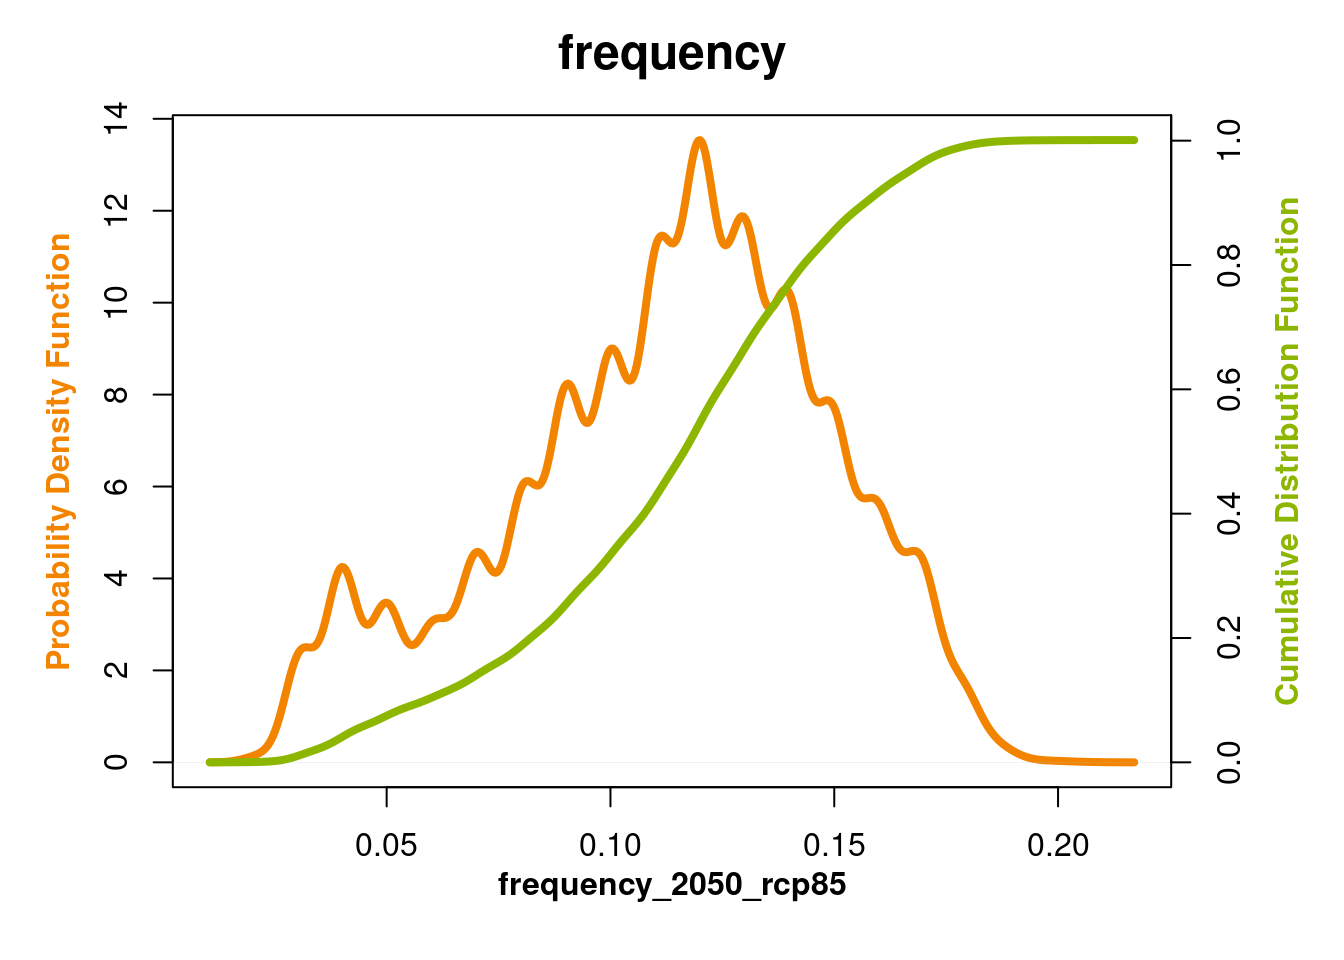 frequency
Probability Density Function
14
12
10
8
6
4
2
0
1.0
0.8
0.6
0.4
0.2
0.0
Cumulative Distribution Function
0.05 0.10 0.15 0.20
frequency_2050_rcp85